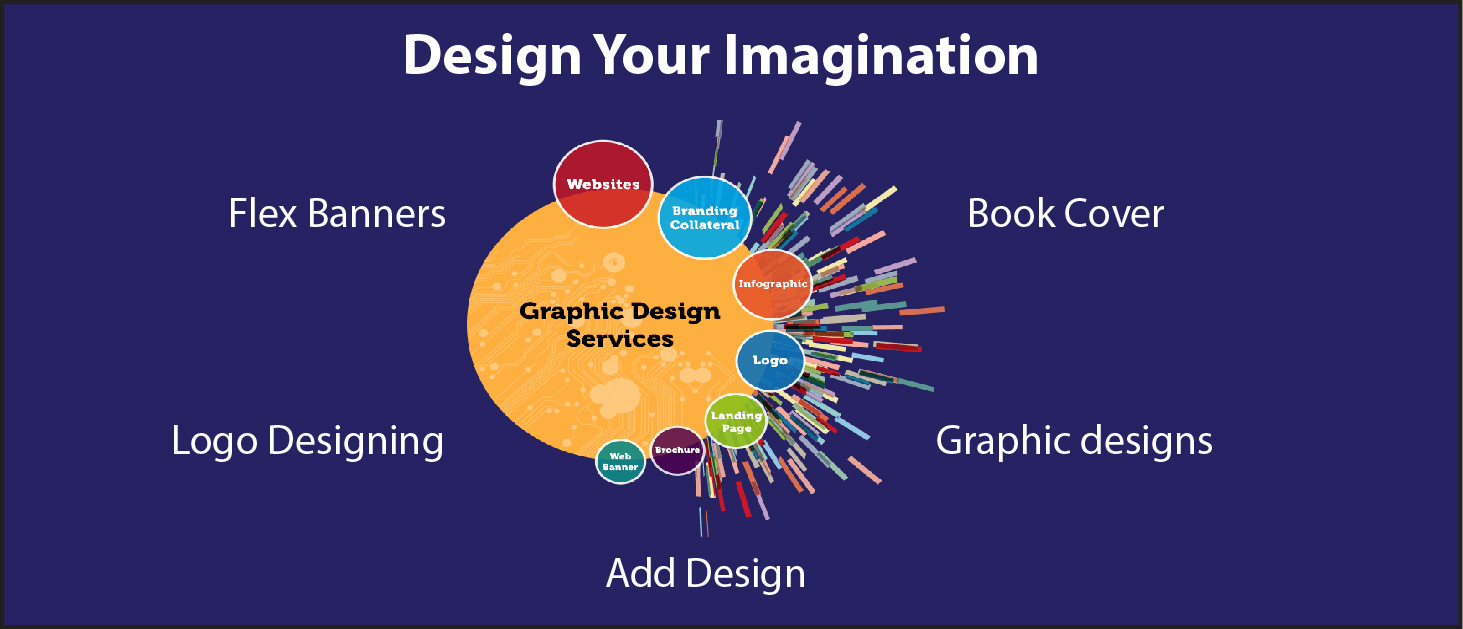 Design Your Imagination
Websites
Branding
Collateral
Flex Banners
Book Cover
Infographic
Graphic Design
Services
Logo
Landing
Page
Logo Designing
Graphic designs
Brochure
Web
Banner
Add Design